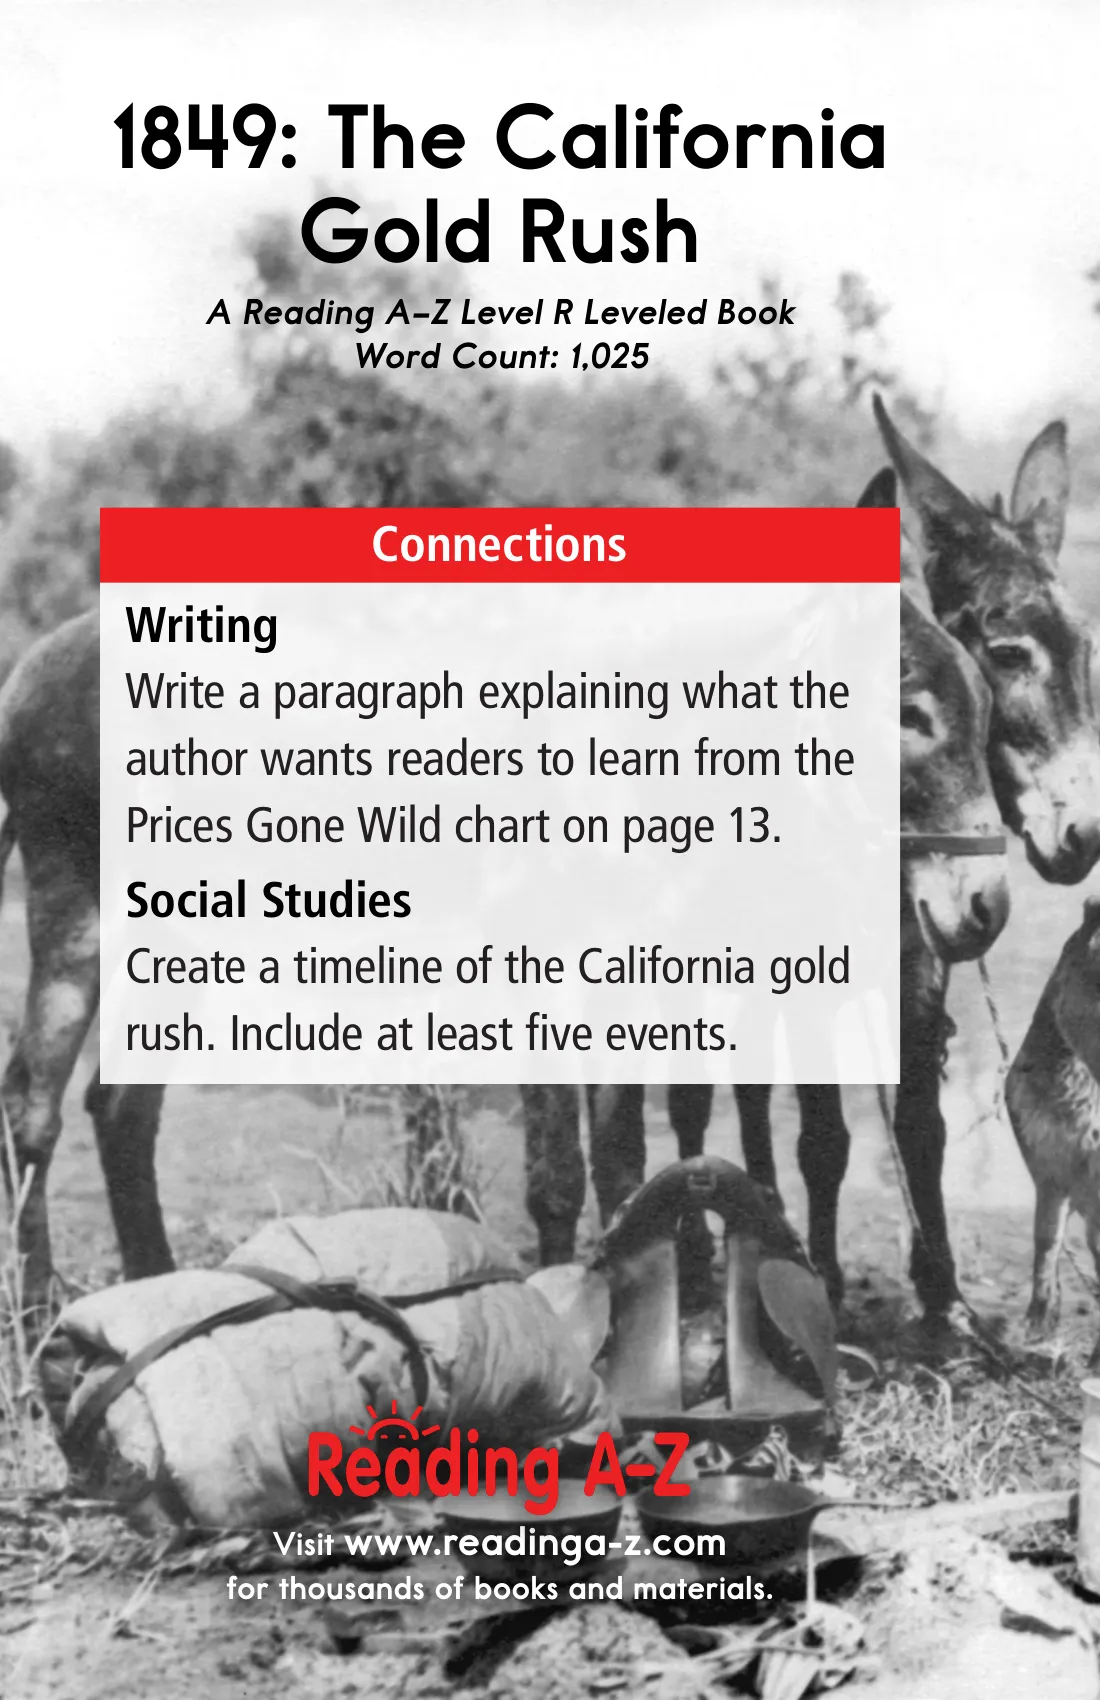 1849: The California
Gold Rush
A Reading A–Z Level R Leveled Book
Word Count: 1,025
Connections
Writing
Write a paragraph explaining what the
author wants readers to learn from the
Prices Gone Wild chart on page 13.
Social Studies
Create a timeline of the California gold
rush. Include at least five events.
Reading A–Z
Visit www.readinga-z.com
for thousands of books and materials.